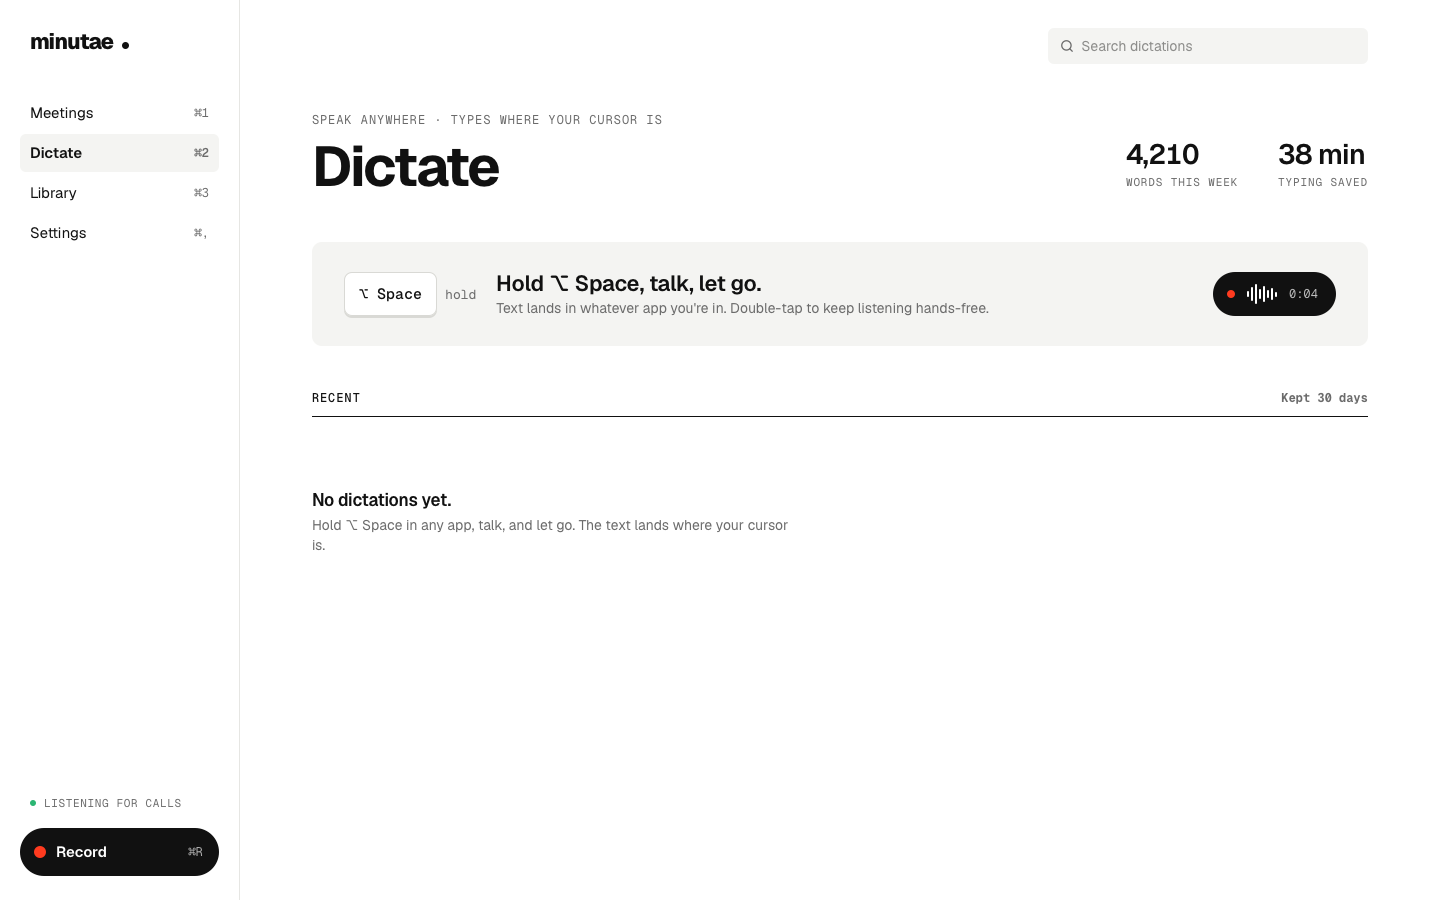 minutae
Meetings ⌘1
Dictate ⌘2
Library ⌘3
Settings ⌘,
LISTENING FOR CALLS
Record ⌘R
Search dictations
SPEAK ANYWHERE · TYPES WHERE YOUR CURSOR IS
Dictate
4,210
WORDS THIS WEEK
38 min
TYPING SAVED
⌥ Space hold
Hold ⌥ Space, talk, let go.
Text lands in whatever app you're in. Double-tap to keep listening hands-free.
0:04
RECENT
Kept 30 days
No dictations yet.
Hold ⌥ Space in any app, talk, and let go. The text lands where your cursor
is.